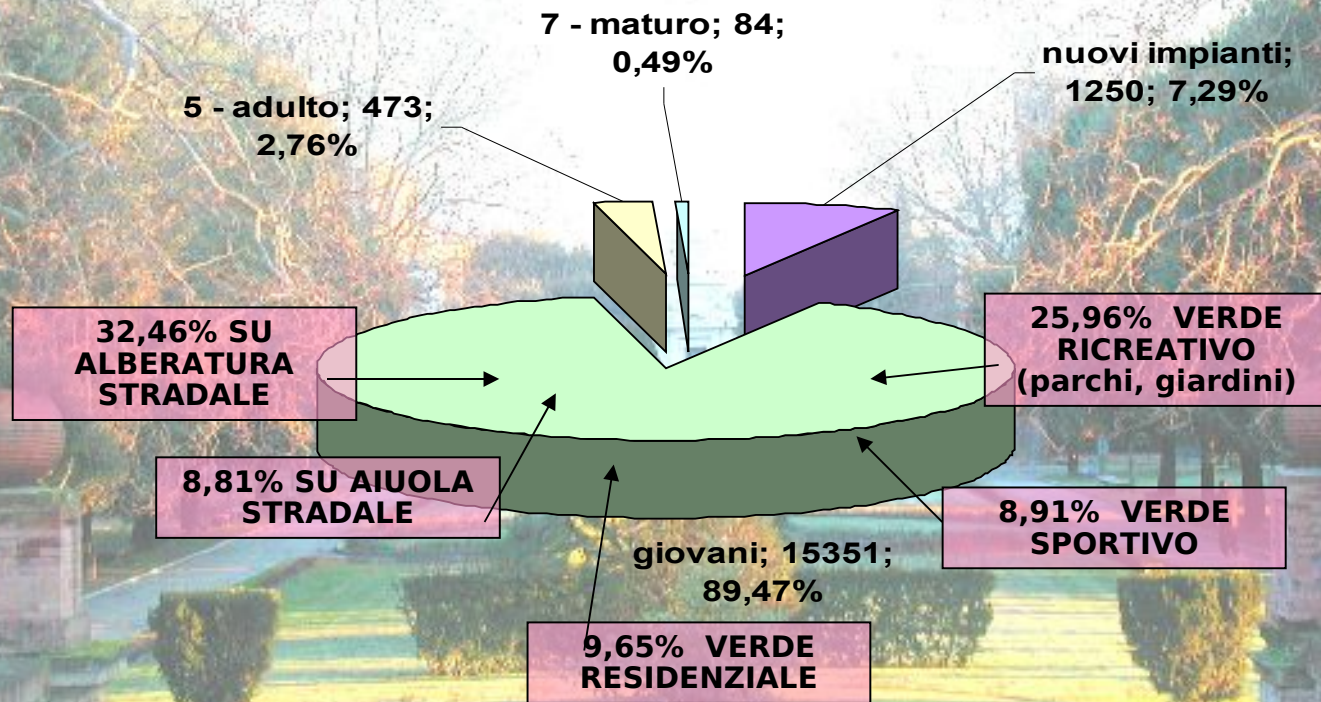 7 - maturo; 84;
0,49%
nuovi impianti;
1250; 7,29%
5 - adulto; 473;
2,76%
32,46% SU
ALBERATURA
STRADALE
25,96% VERDE
RICREATIVO
(parchi, giardini)
8,81% SU AIUOLA
STRADALE
8,91% VERDE
SPORTIVO
giovani; 15351;
89,47%
9,65% VERDE
RESIDENZIALE